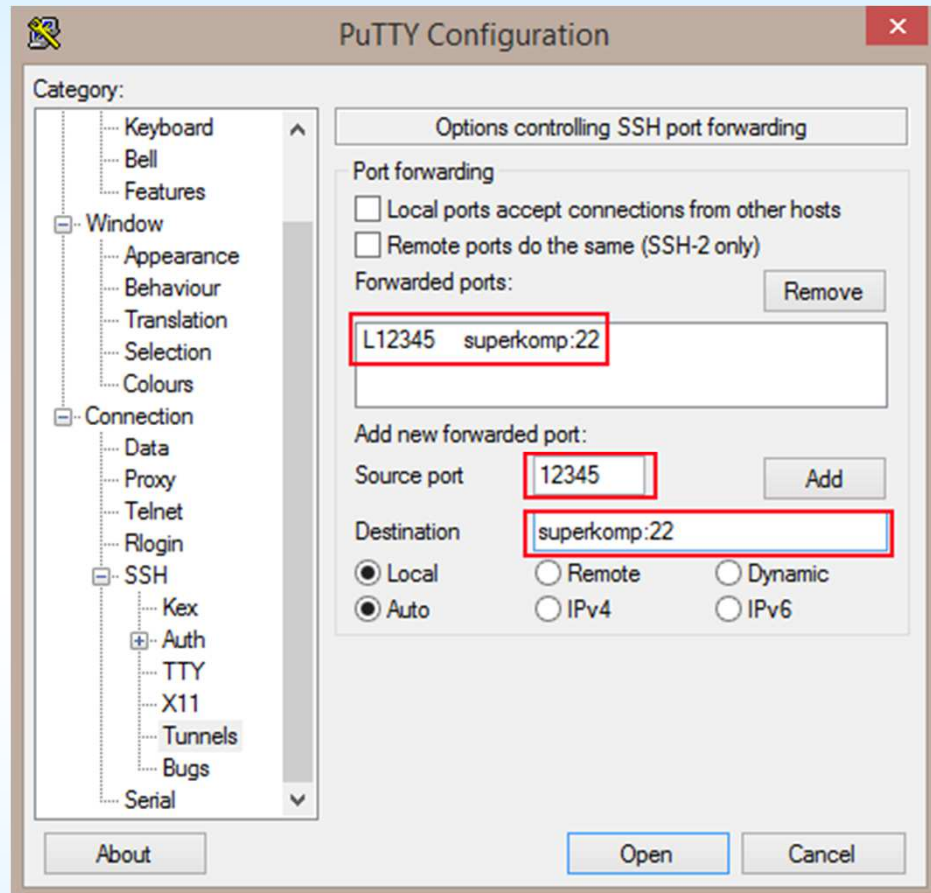 PuTTY Configuration
×
Category:
Keyboard
Bell
Features
Window
Appearance
Behaviour
Translation
Selection
Colours
Connection
Data
Proxy
Telnet
Rlogin
SSH
Kex
Auth
TTY
X11
Tunnels
Bugs
Serial
Options controlling SSH port forwarding
Port forwarding
Local ports accept connections from other hosts
Remote ports do the same (SSH-2 only)
Forwarded ports:
Remove
L12345 superkomp:22
Add new forwarded port:
Source port 12345 Add
Destination superkomp:22
Local Remote Dynamic
Auto IPv4 IPv6
About Open Cancel